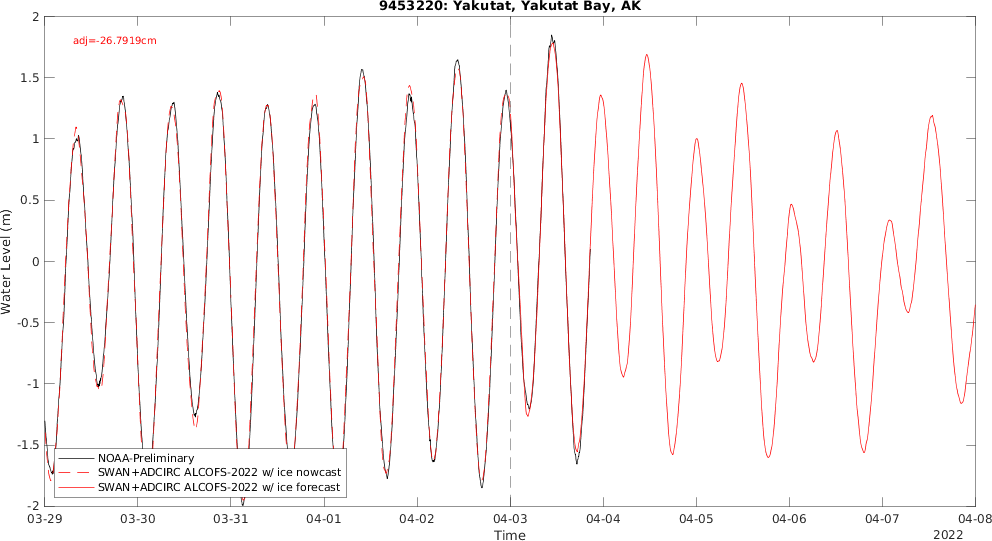 9453220: Yakutat, Yakutat Bay, AK
adj=-26.7919cm
2
1.5
1
0.5
0
-0.5
-1
-1.5
-2
Water Level (m)
NOAA-Preliminary
SWAN+ADCIRC ALCOFS-2022 w/ ice nowcast
SWAN+ADCIRC ALCOFS-2022 w/ ice forecast
03-29 03-30 03-31 04-01 04-02 04-03 04-04 04-05 04-06 04-07 04-08
Time
2022